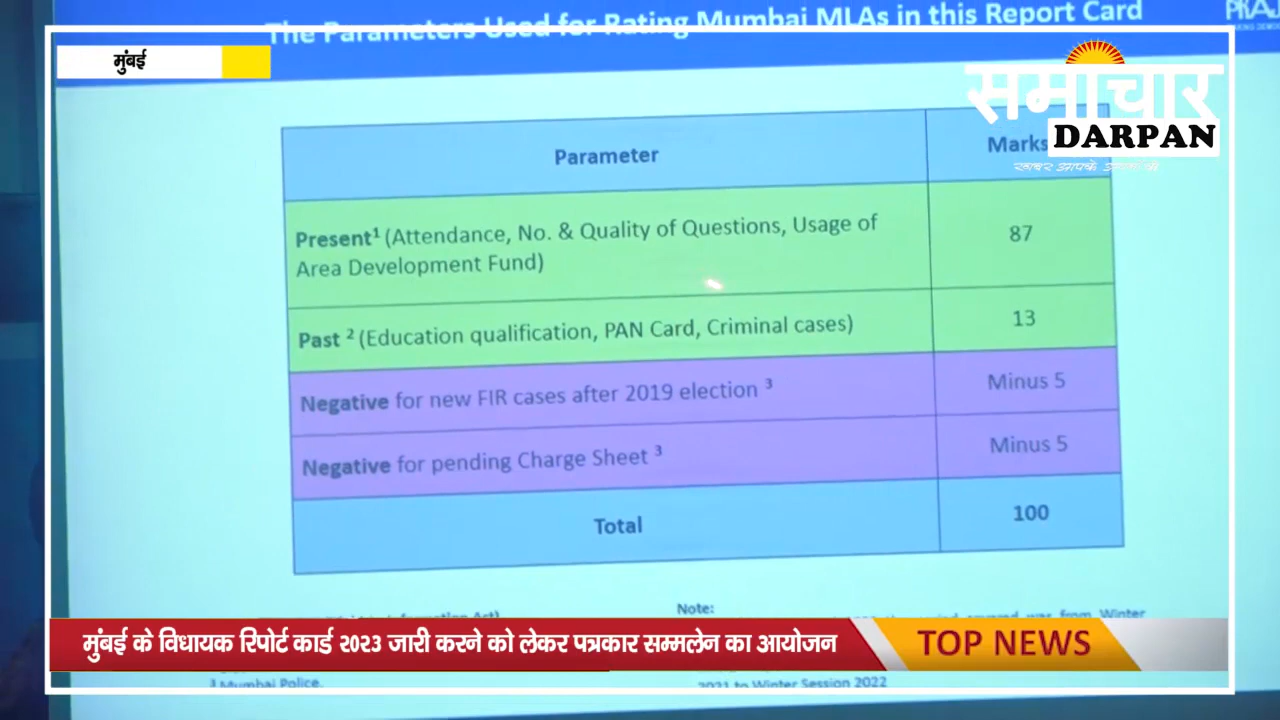 The Parameters Used for Rating Mumbai MLAs in this Report Card
मुंबई
समाचार
DARPAN
Parameter
Marks
Present¹ (Attendance, No. & Quality of Questions, Usage of
Area Development Fund)
87
Past ² (Education qualification, PAN Card, Criminal cases)
13
Negative for new FIR cases after 2019 election ³
Minus 5
Negative for pending Charge Sheet ³
Minus 5
Total
100
Note:
from Winter
मुंबई के विधायक रिपोर्ट कार्ड २०२३ जारी करने को लेकर पत्रकार सम्मलेन का आयोजन
TOP NEWS
³ Mumbai Police.
2021 to Winter Session 2022